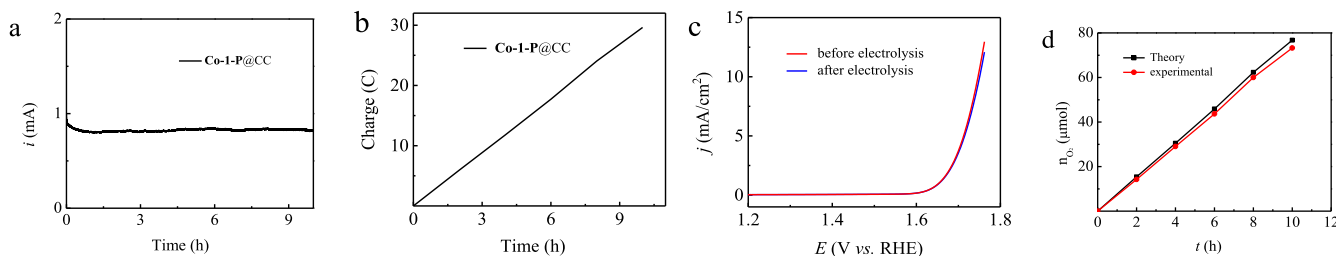 a
2
1
0
i (mA)
Co-1-P@CC
0
3
6
9
Time (h)
b
30
20
10
Charge (C)
Co-1-P@CC
0
3
6
9
Time (h)
c
15
10
5
0
j (mA/cm²)
before electrolysis
after electrolysis
1.2
1.4
1.6
1.8
E (V vs. RHE)
d
80
60
40
20
nO₂ (μmol)
Theory
experimental
0
2
4
6
8
10
12
t (h)